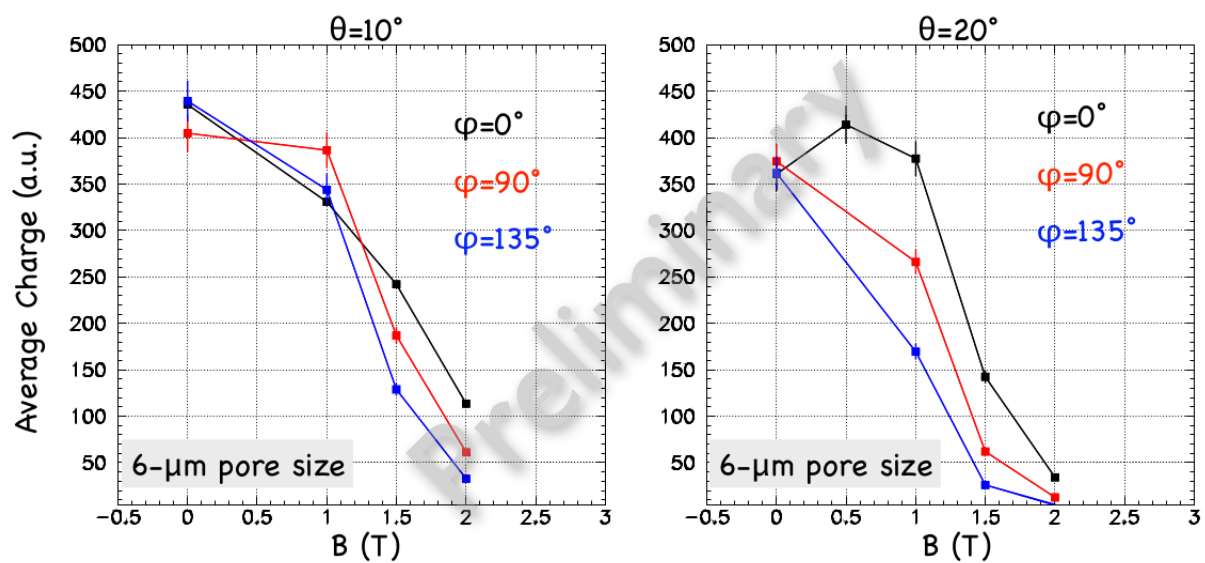 θ=10°
θ=20°
500
450
400
350
300
250
200
150
100
50
-0.5
0
0.5
1
1.5
2
2.5
3
B (T)
Average Charge (a.u.)
φ=0°
φ=90°
φ=135°
6-μm pore size
500
450
400
350
300
250
200
150
100
50
-0.5
0
0.5
1
1.5
2
2.5
3
B (T)
φ=0°
φ=90°
φ=135°
6-μm pore size
Preliminary